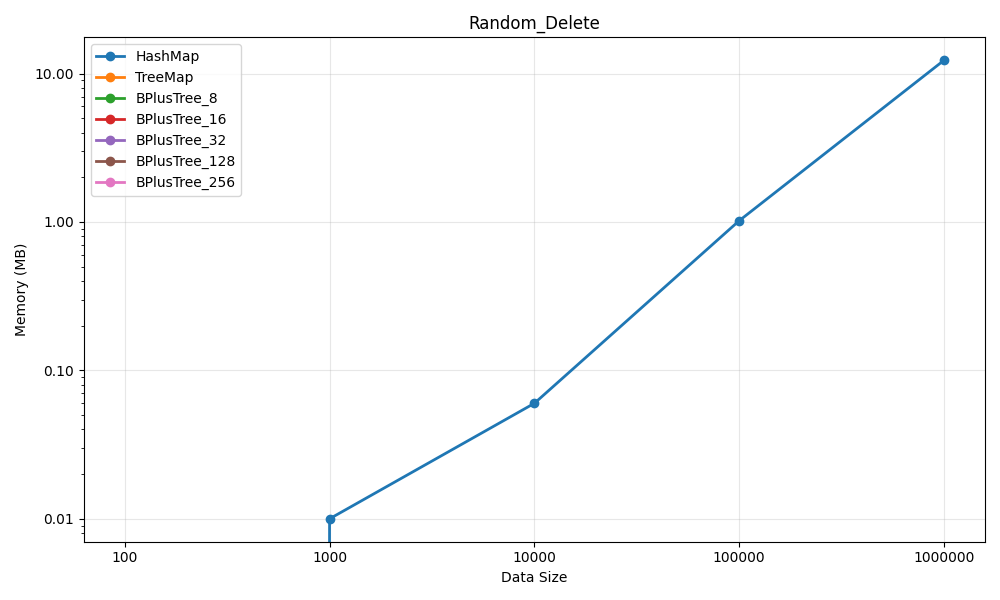 Random_Delete
HashMap
TreeMap
BPlusTree_8
BPlusTree_16
BPlusTree_32
BPlusTree_128
BPlusTree_256
10.00
1.00
0.10
0.01
Memory (MB)
100
1000
10000
100000
1000000
Data Size